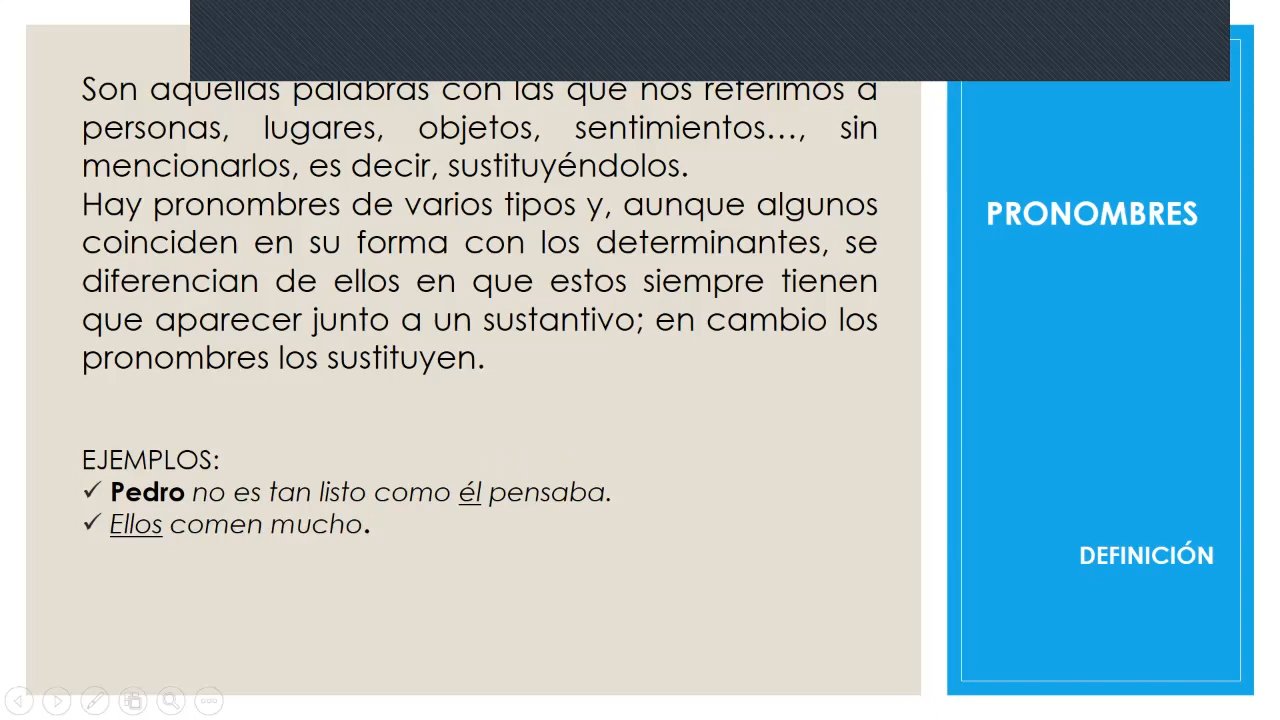 Son aquellas palabras con las que nos referimos a
personas, lugares, objetos, sentimientos..., sin
mencionarlos, es decir, sustituyéndolos.
Hay pronombres de varios tipos y, aunque algunos
coinciden en su forma con los determinantes, se
diferencian de ellos en que estos siempre tienen
que aparecer junto a un sustantivo; en cambio los
pronombres los sustituyen.
EJEMPLOS:
✓ Pedro no es tan listo como él pensaba.
✓ Ellos comen mucho.
PRONOMBRES
DEFINICIÓN